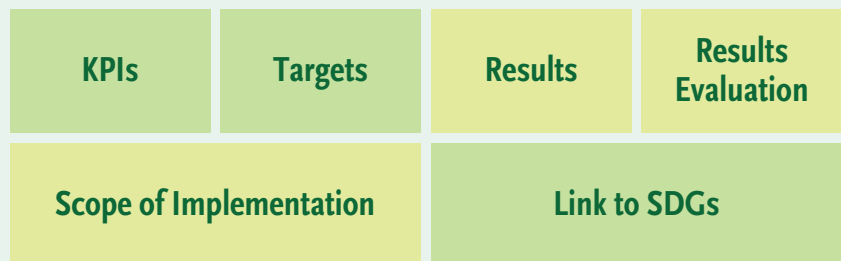 KPIs
Targets
Results
Results
Evaluation
Scope of Implementation
Link to SDGs